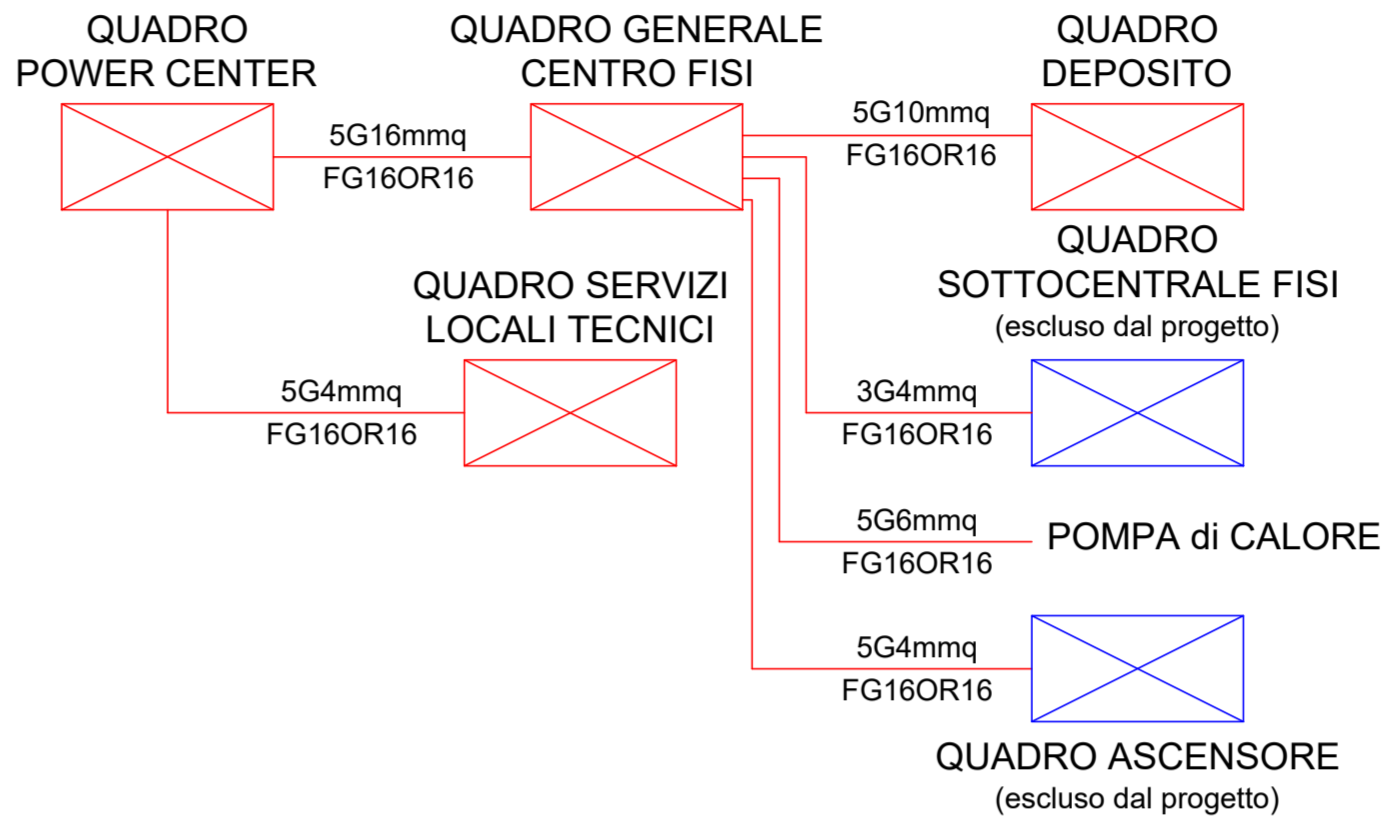 QUADRO
POWER CENTER
QUADRO GENERALE
CENTRO FISI
QUADRO
DEPOSITO
5G16mmq
FG16OR16
5G10mmq
FG16OR16
QUADRO SERVIZI
LOCALI TECNICI
QUADRO
SOTTOCENTRALE FISI
(escluso dal progetto)
5G4mmq
FG16OR16
3G4mmq
FG16OR16
5G6mmq
FG16OR16
POMPA di CALORE
5G4mmq
FG16OR16
QUADRO ASCENSORE
(escluso dal progetto)